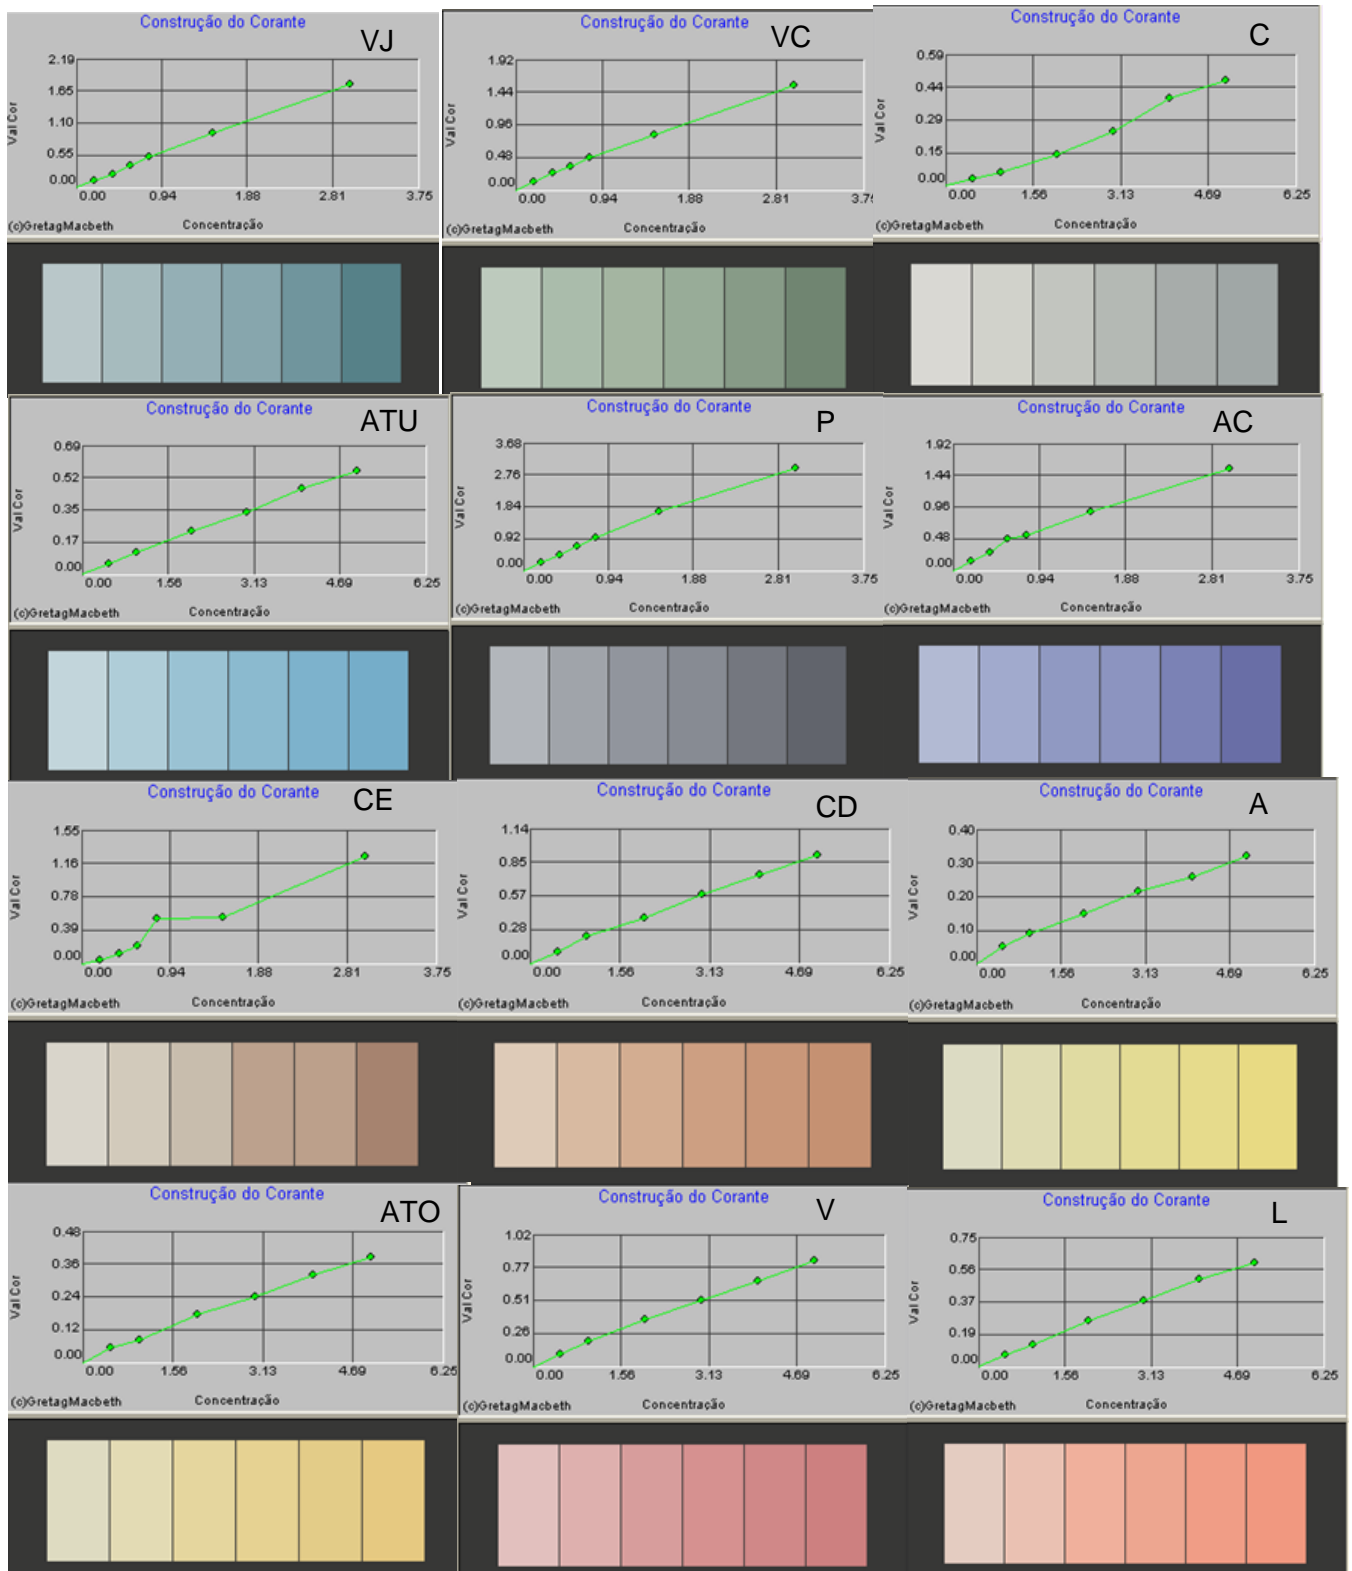 Construção do Corante
VJ
2.19
1.65
1.10
0.55
0.00
Val Cor
0.00 0.94 1.88 2.81 3.75
(c)GretagMacbeth Concentração
Construção do Corante
VC
1.92
1.44
0.96
0.48
0.00
Val Cor
0.00 0.94 1.88 2.81 3.75
(c)GretagMacbeth Concentração
Construção do Corante
C
0.59
0.44
0.29
0.15
0.00
Val Cor
0.00 1.56 3.13 4.69 6.25
(c)GretagMacbeth Concentração
Construção do Corante
ATU
0.69
0.52
0.35
0.17
0.00
Val Cor
0.00 1.56 3.13 4.69 6.25
(c)GretagMacbeth Concentração
Construção do Corante
P
3.68
2.76
1.84
0.92
0.00
Val Cor
0.00 0.94 1.88 2.81 3.75
(c)GretagMacbeth Concentração
Construção do Corante
AC
1.92
1.44
0.96
0.48
0.00
Val Cor
0.00 0.94 1.88 2.81 3.75
(c)GretagMacbeth Concentração
Construção do Corante
CE
1.55
1.16
0.78
0.39
0.00
Val Cor
0.00 0.94 1.88 2.81 3.75
(c)GretagMacbeth Concentração
Construção do Corante
CD
1.14
0.85
0.57
0.28
0.00
Val Cor
0.00 1.56 3.13 4.69 6.25
(c)GretagMacbeth Concentração
Construção do Corante
A
0.40
0.30
0.20
0.10
0.00
Val Cor
0.00 1.56 3.13 4.69 6.25
(c)GretagMacbeth Concentração
Construção do Corante
ATO
0.48
0.36
0.24
0.12
0.00
Val Cor
0.00 1.56 3.13 4.69 6.25
(c)GretagMacbeth Concentração
Construção do Corante
V
1.02
0.77
0.51
0.26
0.00
Val Cor
0.00 1.56 3.13 4.69 6.25
(c)GretagMacbeth Concentração
Construção do Corante
L
0.75
0.56
0.37
0.19
0.00
Val Cor
0.00 1.56 3.13 4.69 6.25
(c)GretagMacbeth Concentração